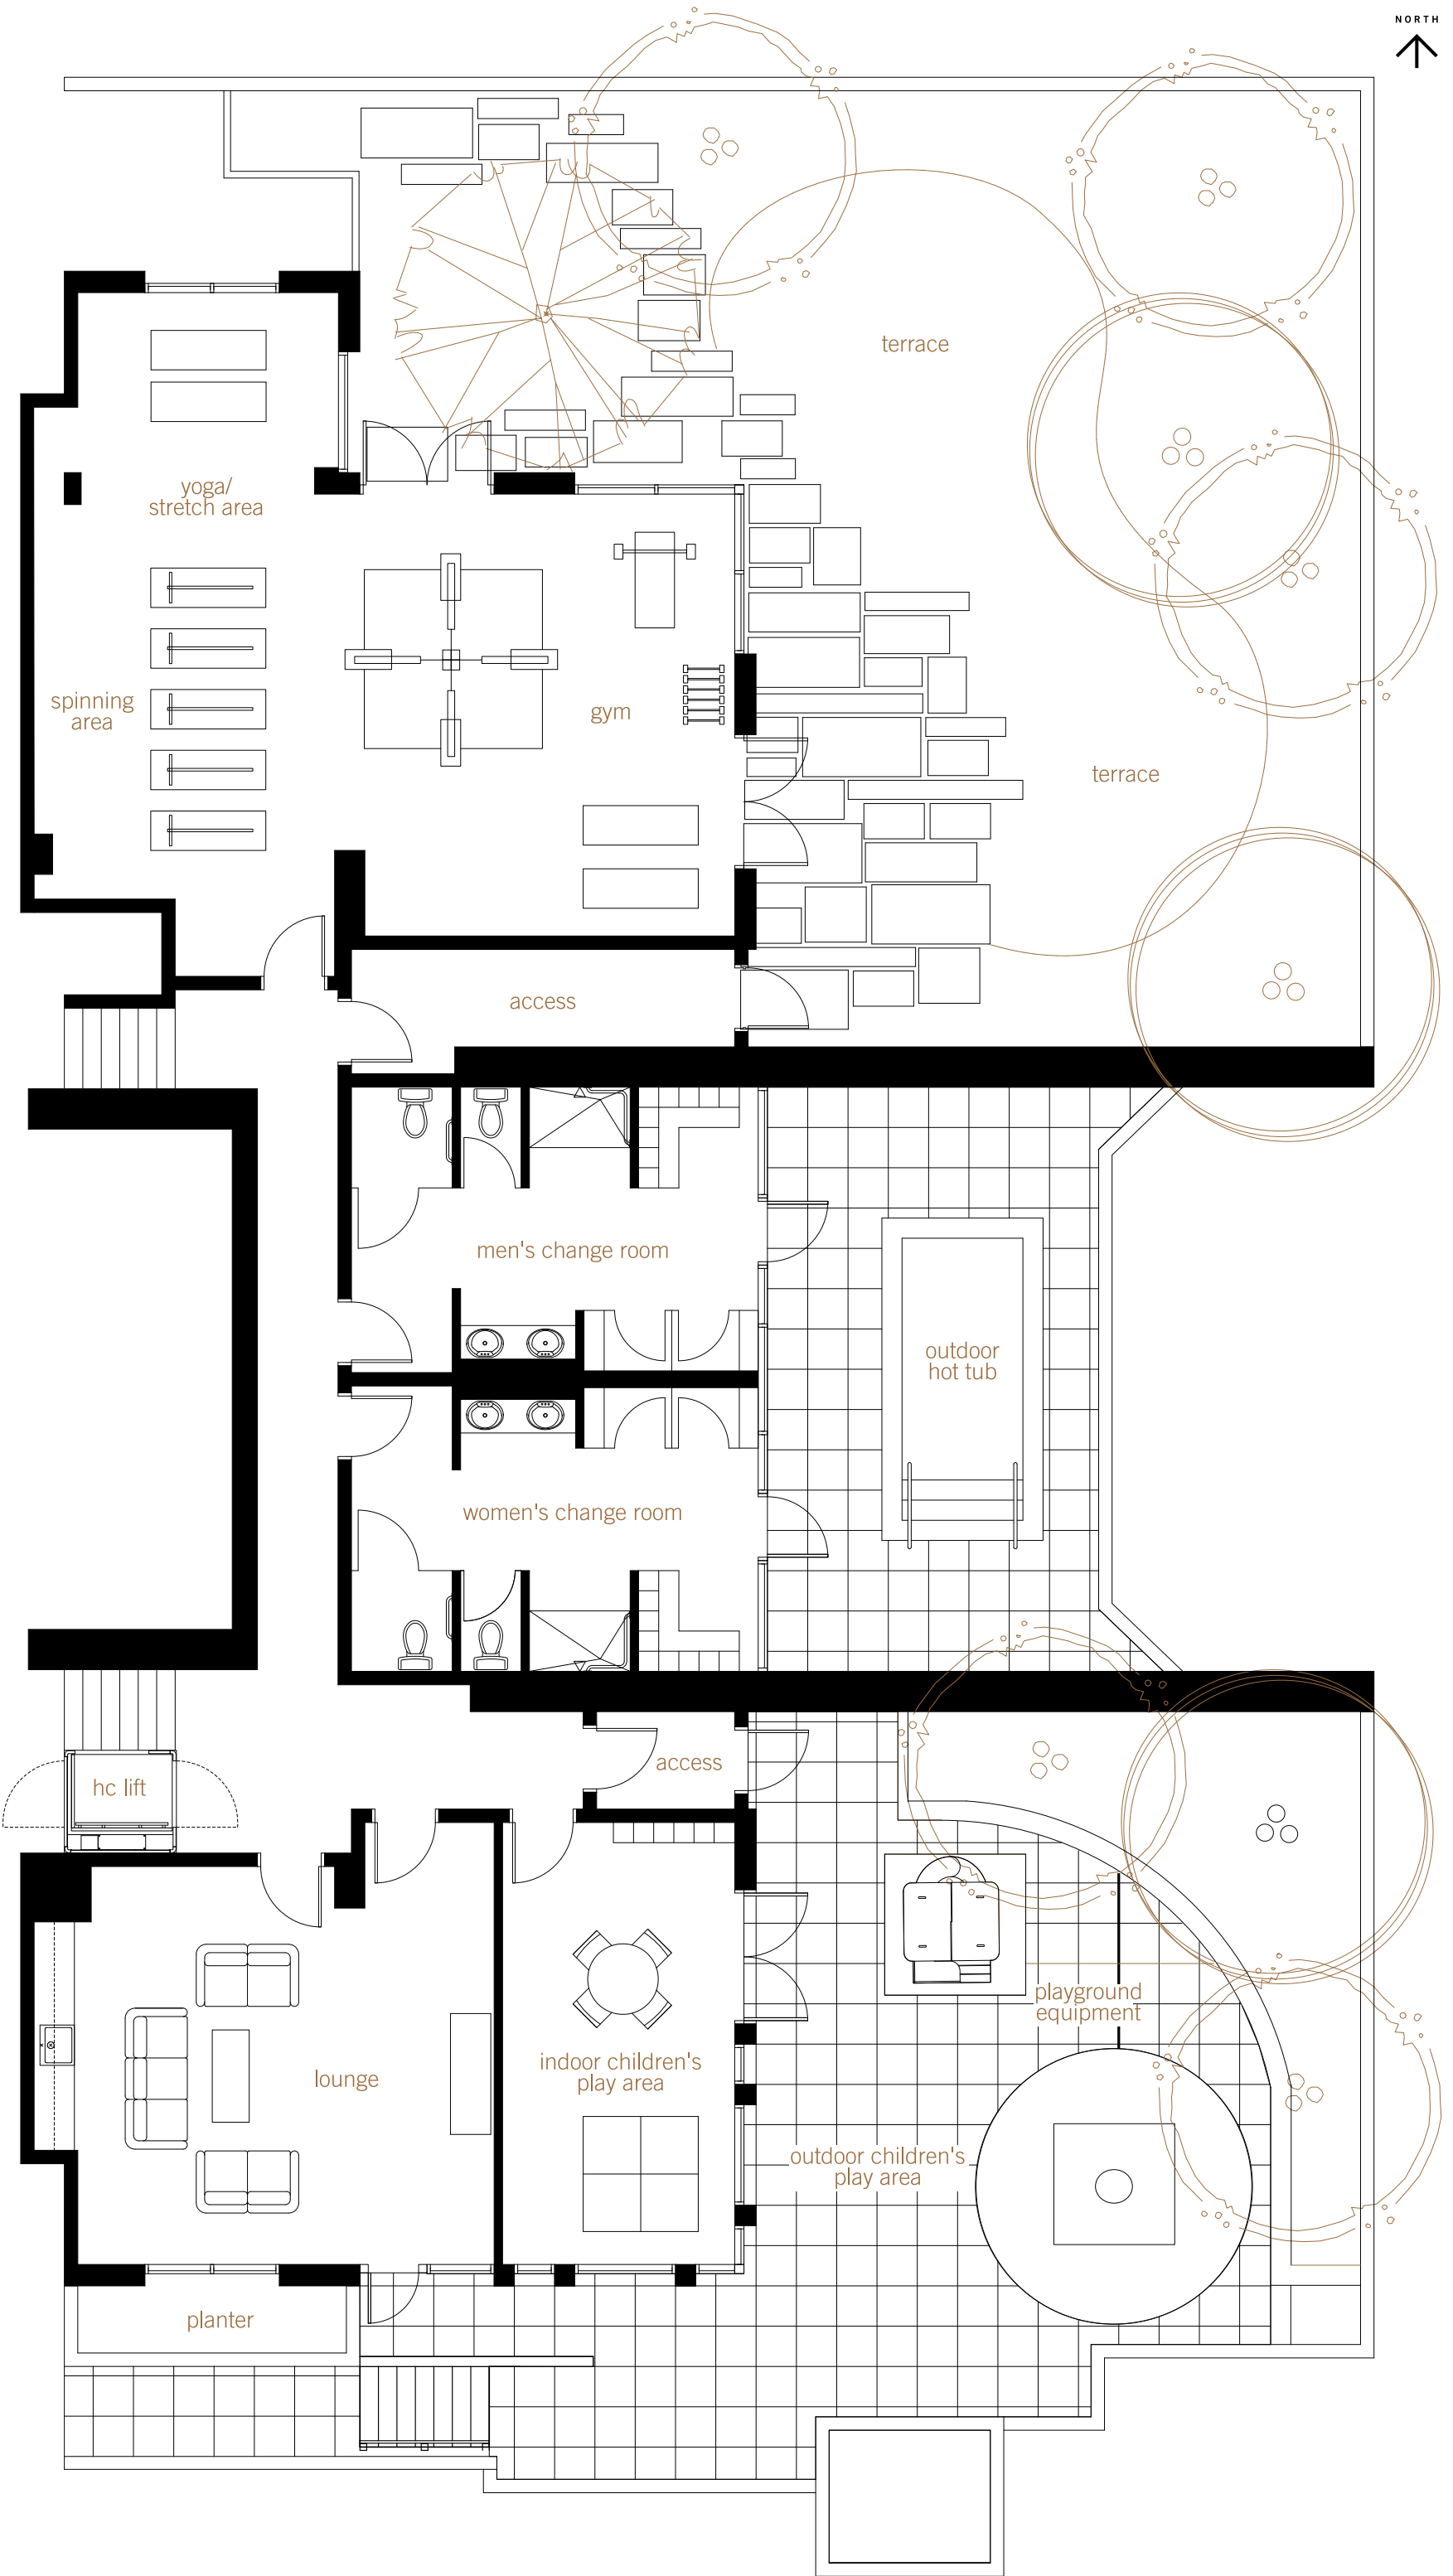 NORTH
terrace
yoga/
stretch area
spinning
area
gym
terrace
access
men's change room
outdoor
hot tub
women's change room
access
hc lift
playground
equipment
indoor children's
play area
lounge
outdoor children's
play area
planter